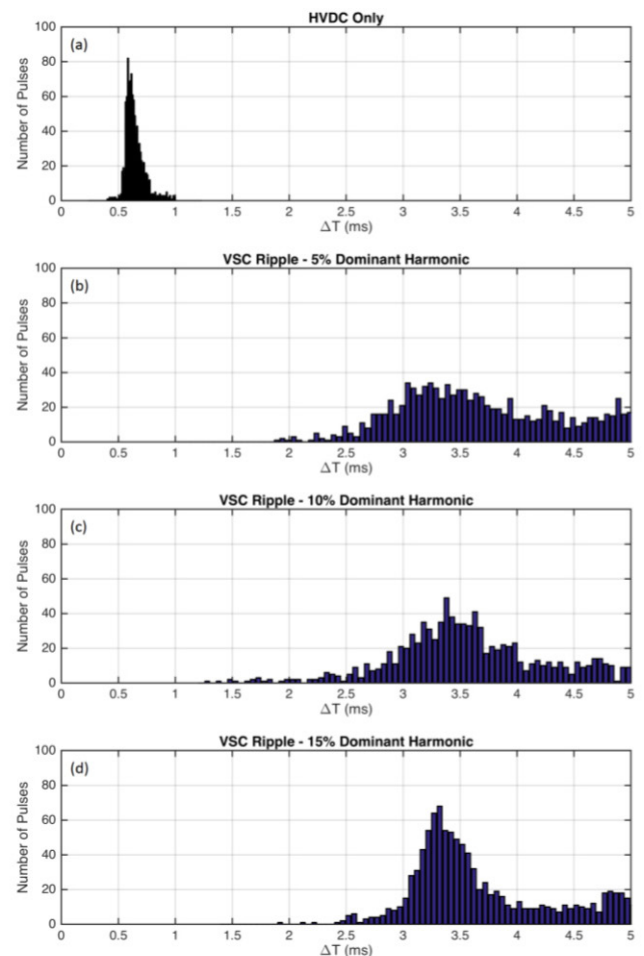 HVDC Only
(a)
Number of Pulses
100
80
60
40
20
0
0 0.5 1 1.5 2 2.5 3 3.5 4 4.5 5
ΔT (ms)
VSC Ripple - 5% Dominant Harmonic
(b)
Number of Pulses
100
80
60
40
20
0
0 0.5 1 1.5 2 2.5 3 3.5 4 4.5 5
ΔT (ms)
VSC Ripple - 10% Dominant Harmonic
(c)
Number of Pulses
100
80
60
40
20
0
0 0.5 1 1.5 2 2.5 3 3.5 4 4.5 5
ΔT (ms)
VSC Ripple - 15% Dominant Harmonic
(d)
Number of Pulses
100
80
60
40
20
0
0 0.5 1 1.5 2 2.5 3 3.5 4 4.5 5
ΔT (ms)